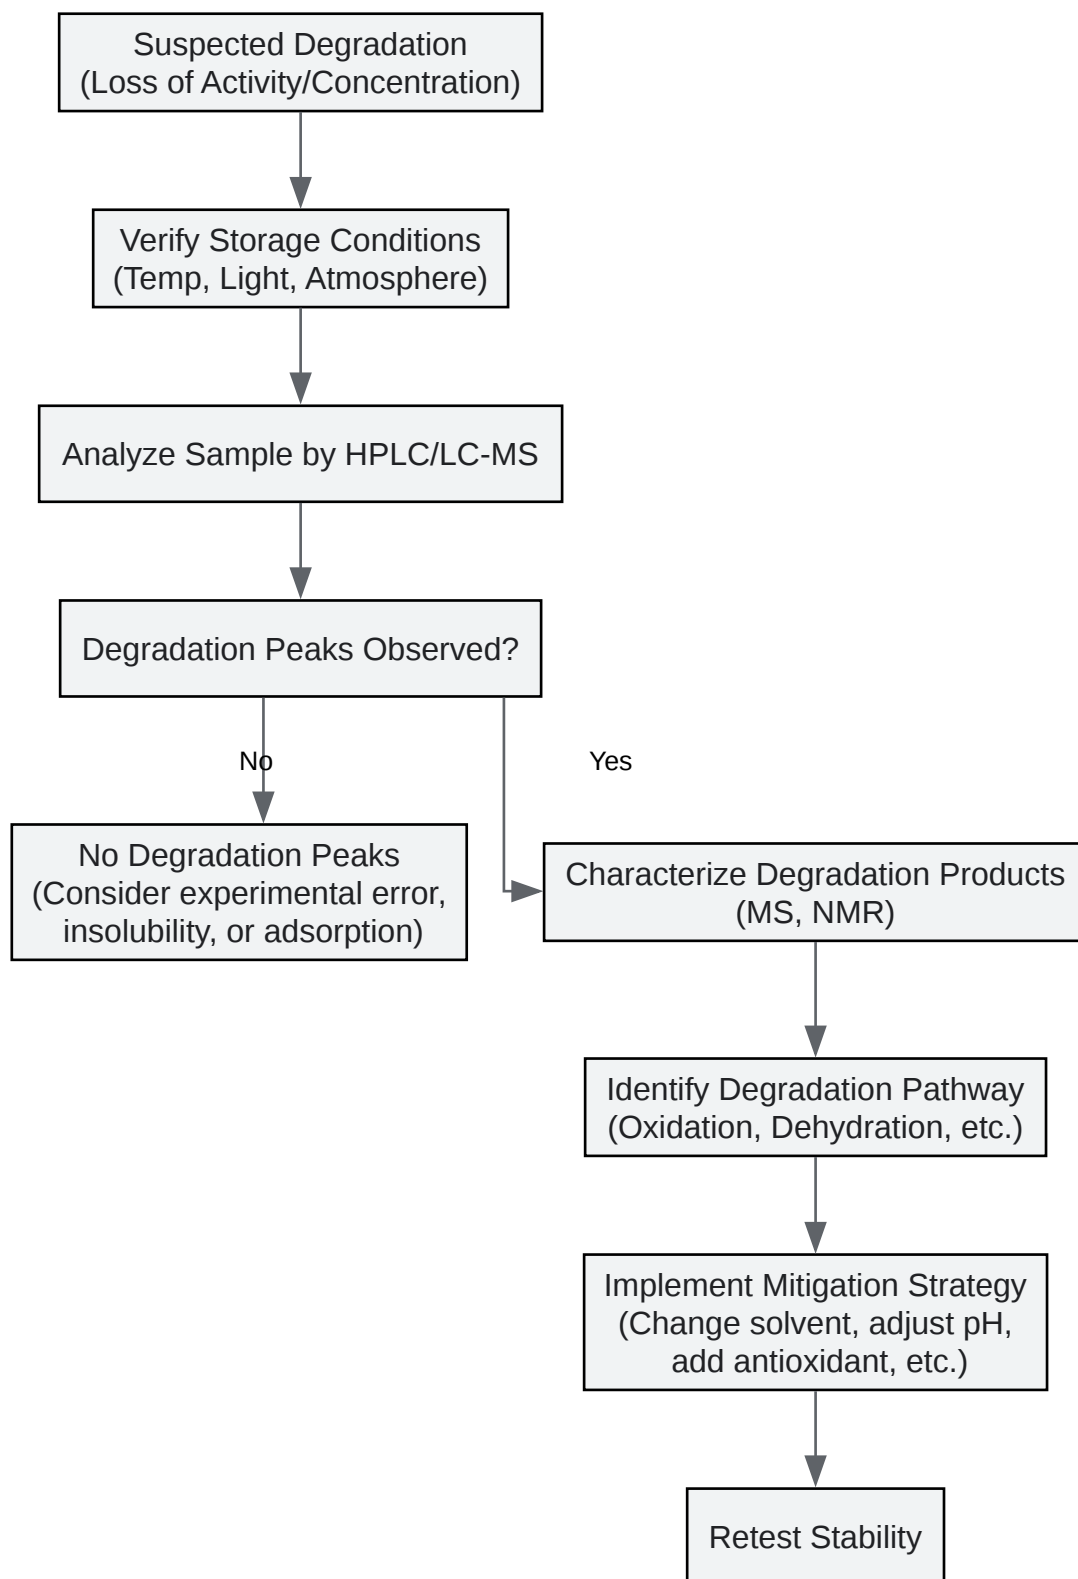 Suspected Degradation
(Loss of Activity/Concentration)
Verify Storage Conditions
(Temp, Light, Atmosphere)
Analyze Sample by HPLC/LC-MS
Degradation Peaks Observed?
No
Yes
No Degradation Peaks
(Consider experimental error,
insolubility, or adsorption)
Characterize Degradation Products
(MS, NMR)
Identify Degradation Pathway
(Oxidation, Dehydration, etc.)
Implement Mitigation Strategy
(Change solvent, adjust pH,
add antioxidant, etc.)
Retest Stability